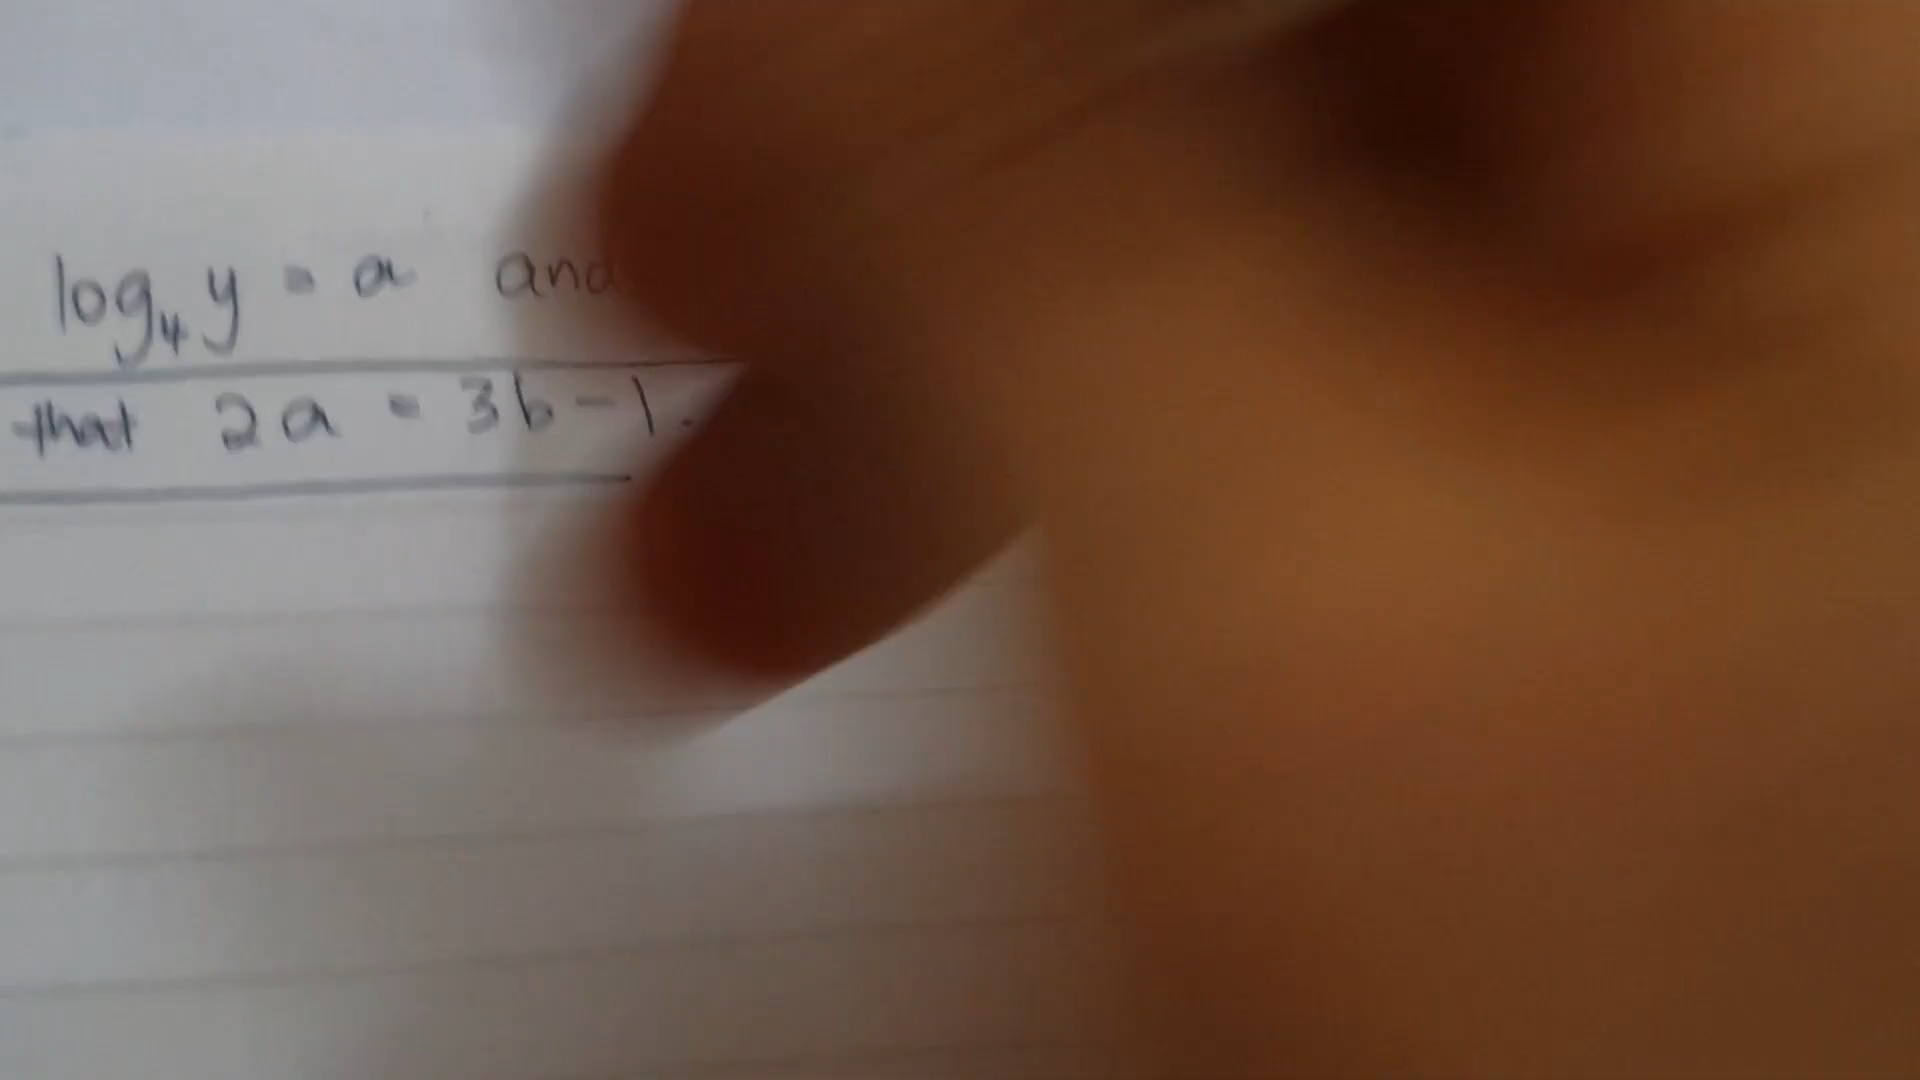 log₄ y = a and
that 2a = 3b - 1.